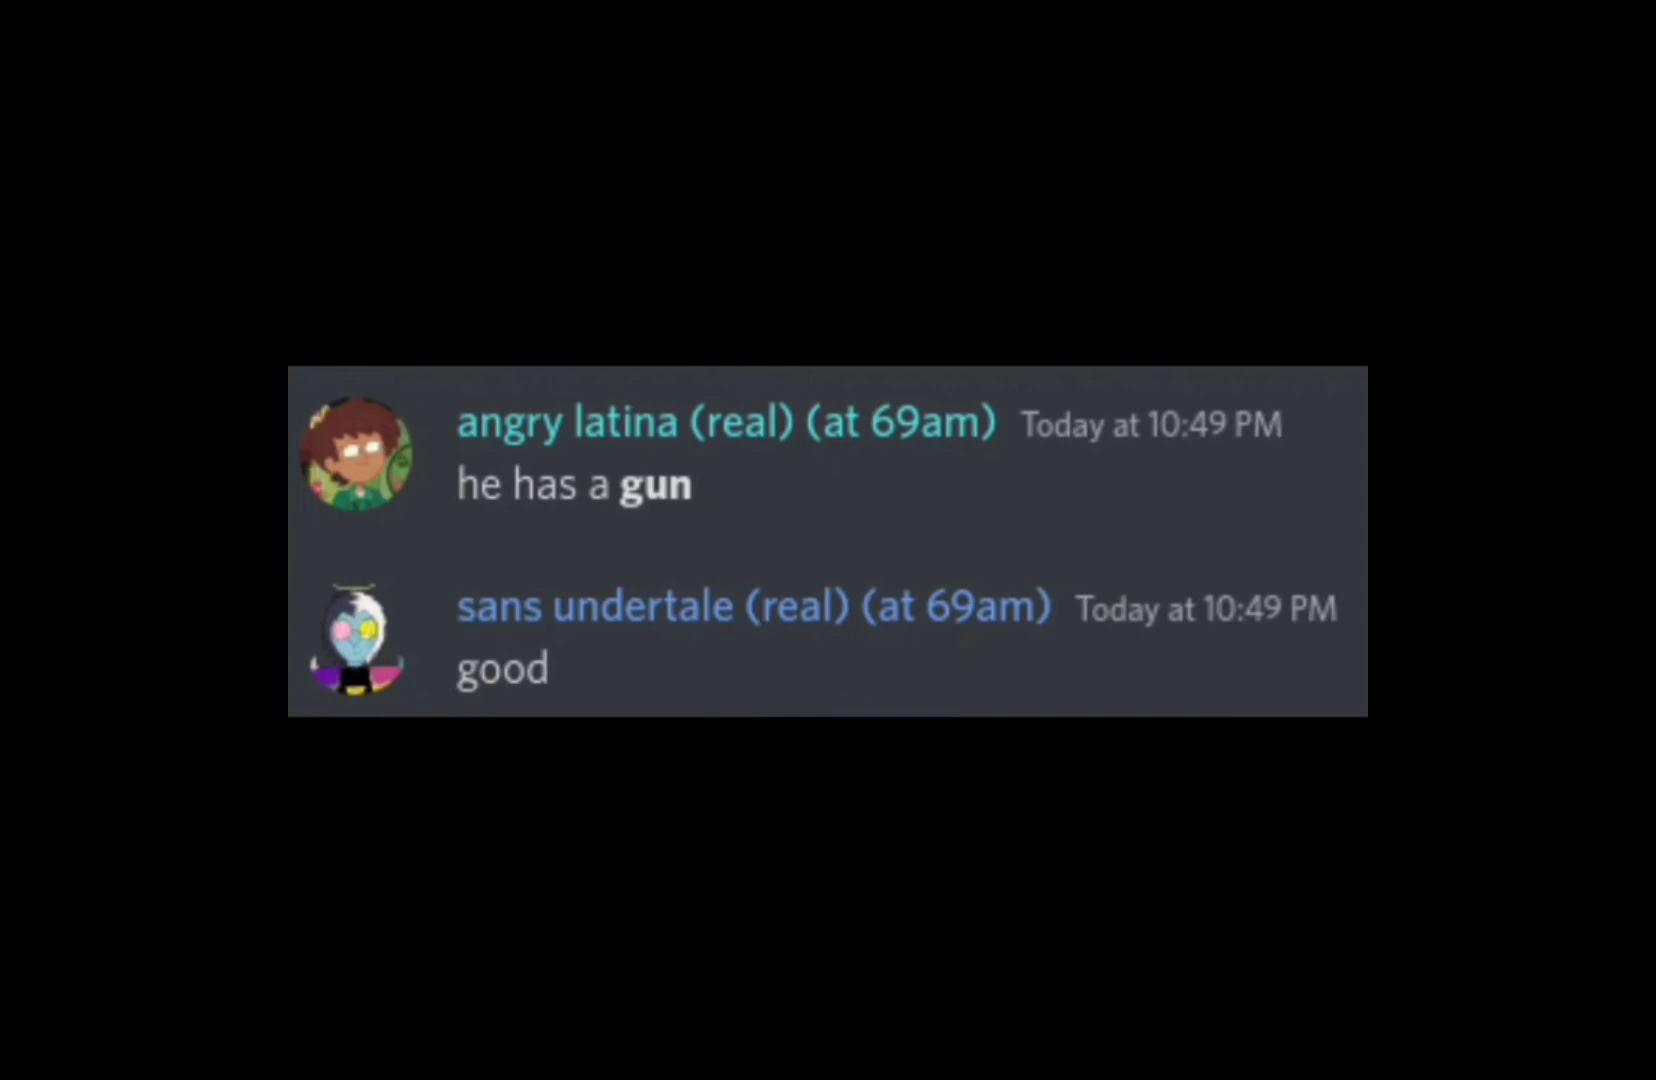 angry latina (real) (at 69am) Today at 10:49 PM
he has a gun
sans undertale (real) (at 69am) Today at 10:49 PM
good